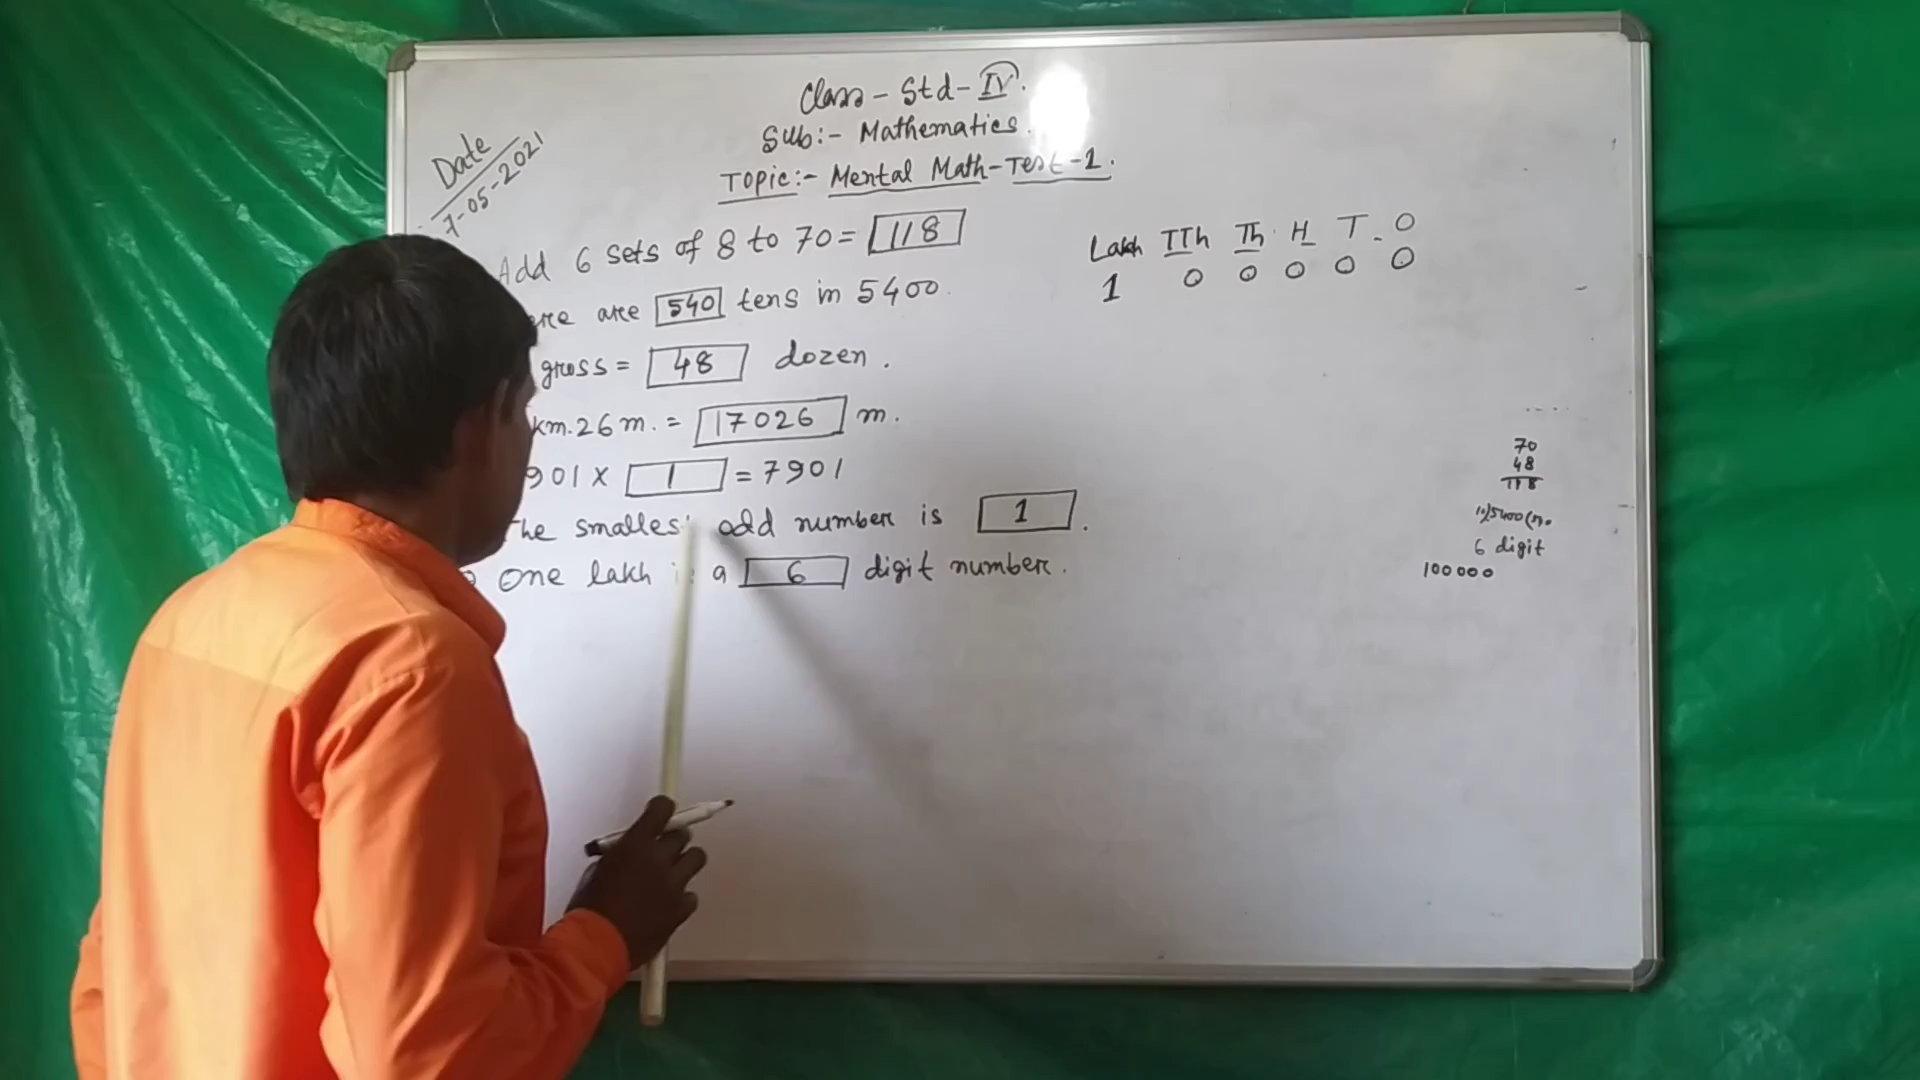 Class - Std - IV.
Sub:- Mathematics.
Topic:- Mental Math-Test-1.
Date
7-05-2021
Add 6 sets of 8 to 70 = 118
are 540 tens in 5400.
gross = 48 dozen.
km. 26 m. = 17026 m.
901 x 1 = 7901
The smallest odd number is 1.
One lakh is a 6 digit number.
Lakh TTh Th H T O
1 0 0 0 0 0
70
48
118
6 digit
100000